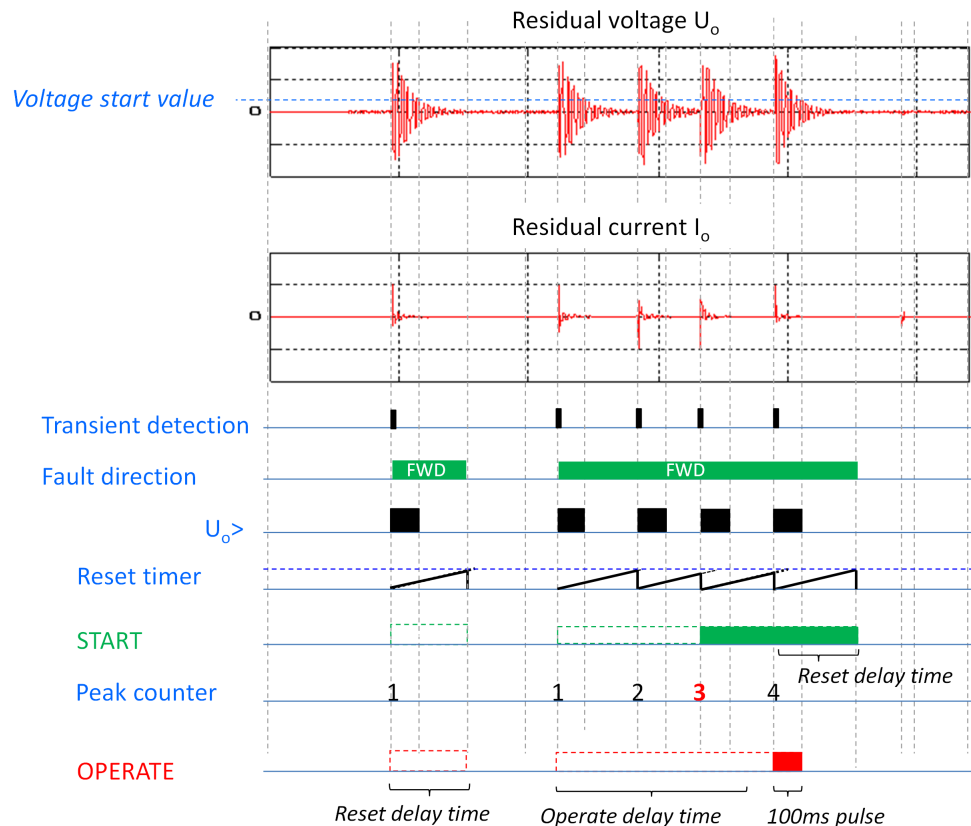 Residual voltage Uo
Voltage start value
0
Residual current Io
0
Transient detection
Fault direction
FWD FWD
Uo>
Reset timer
START
Reset delay time
Peak counter
1 1 2 3 4
OPERATE
Reset delay time Operate delay time 100ms pulse